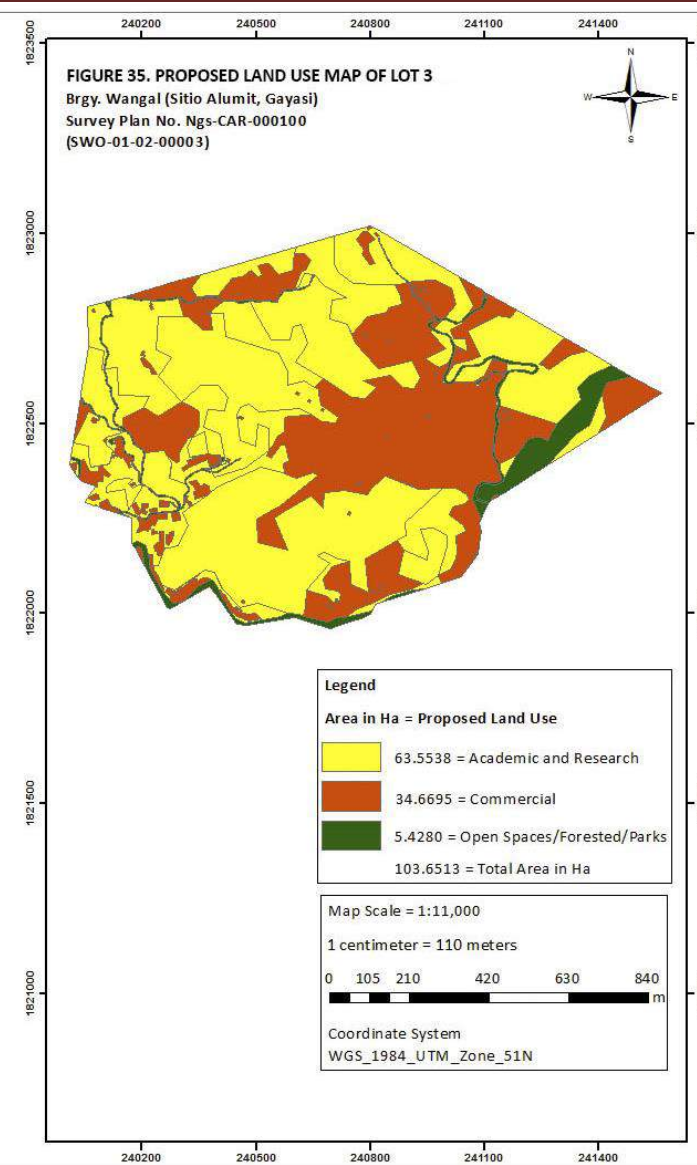 240200 240500 240800 241100 241400
1823500
1823000
1822500
1822000
1821500
1821000
FIGURE 35. PROPOSED LAND USE MAP OF LOT 3
Brgy. Wangal (Sitio Alumit, Gayasi)
Survey Plan No. Ngs-CAR-000100
(SWO-01-02-00003)
N
W E
S
Legend
Area in Ha = Proposed Land Use
63.5538 = Academic and Research
34.6695 = Commercial
5.4280 = Open Spaces/Forested/Parks
103.6513 = Total Area in Ha
Map Scale = 1:11,000
1 centimeter = 110 meters
0 105 210 420 630 840
m
Coordinate System
WGS_1984_UTM_Zone_51N
240200 240500 240800 241100 241400